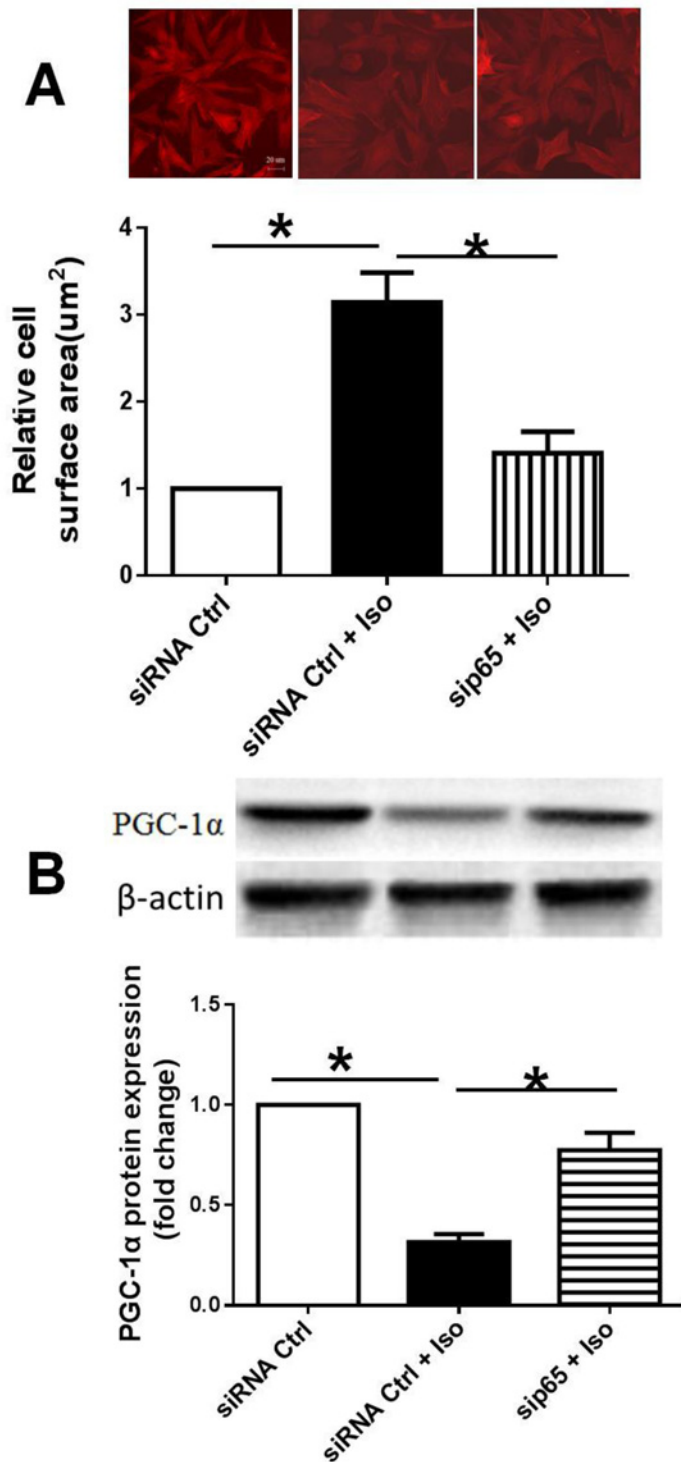 A
20 um
*
*
Relative cell
surface area(um²)
4
3
2
1
0
siRNA Ctrl
siRNA Ctrl + Iso
sip65 + Iso
B
PGC-1α
β-actin
*
*
PGC-1α protein expression
(fold change)
1.5
1.0
0.5
0.0
siRNA Ctrl
siRNA Ctrl + Iso
sip65 + Iso